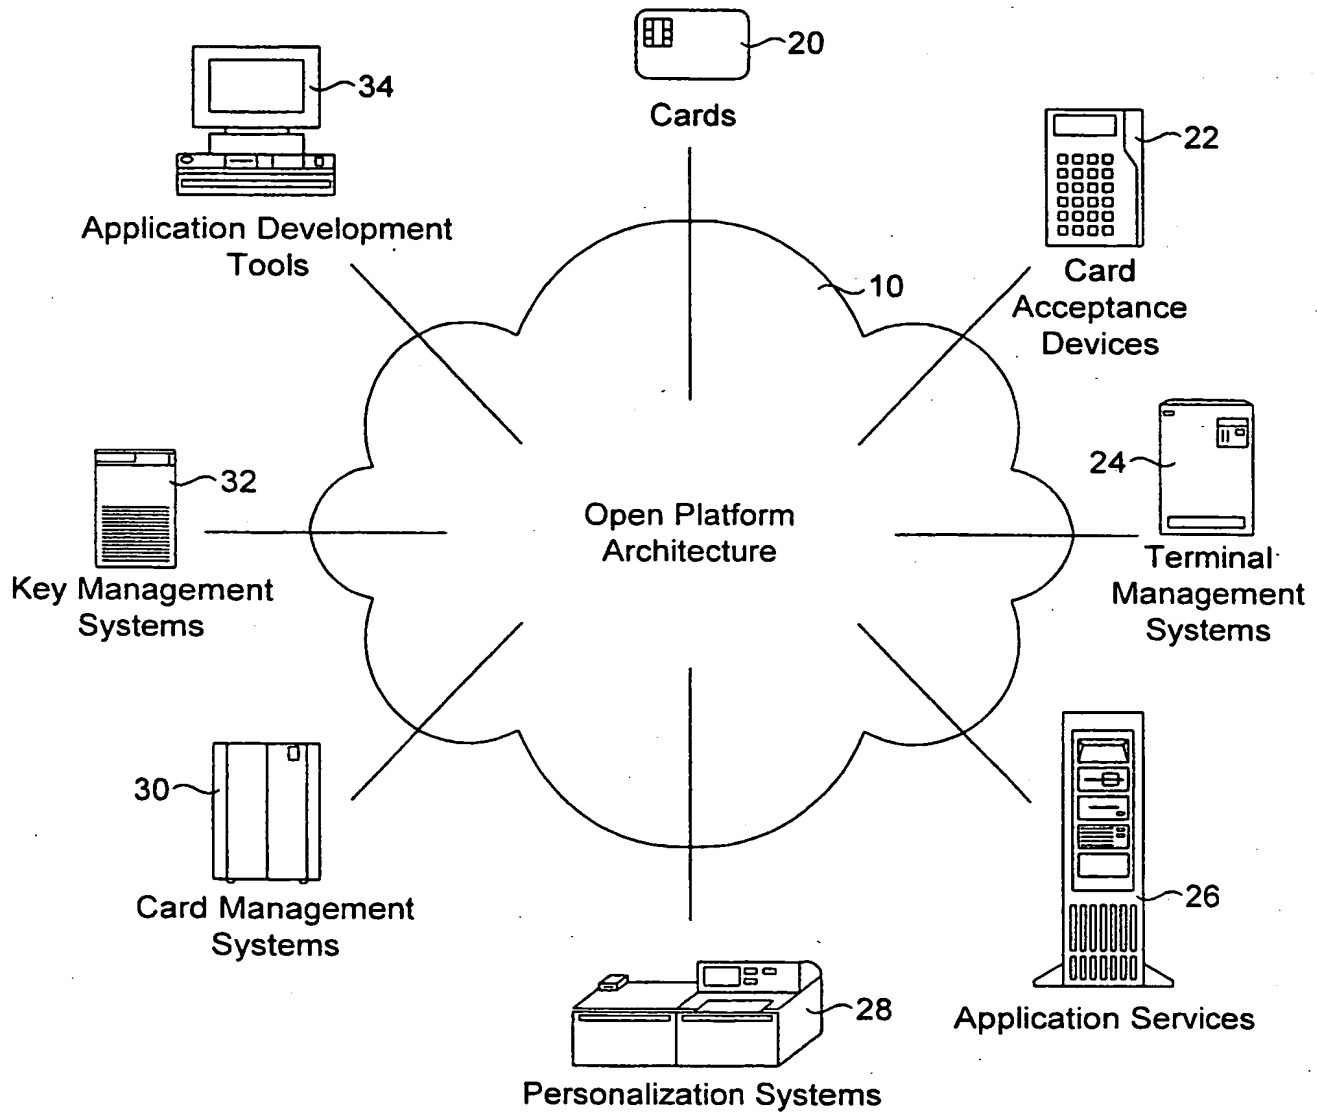 20
Cards
34
Application Development
Tools
22
Card
Acceptance
Devices
10
24
Terminal
Management
Systems
32
Key Management
Systems
Open Platform
Architecture
30
Card Management
Systems
26
Application Services
28
Personalization Systems